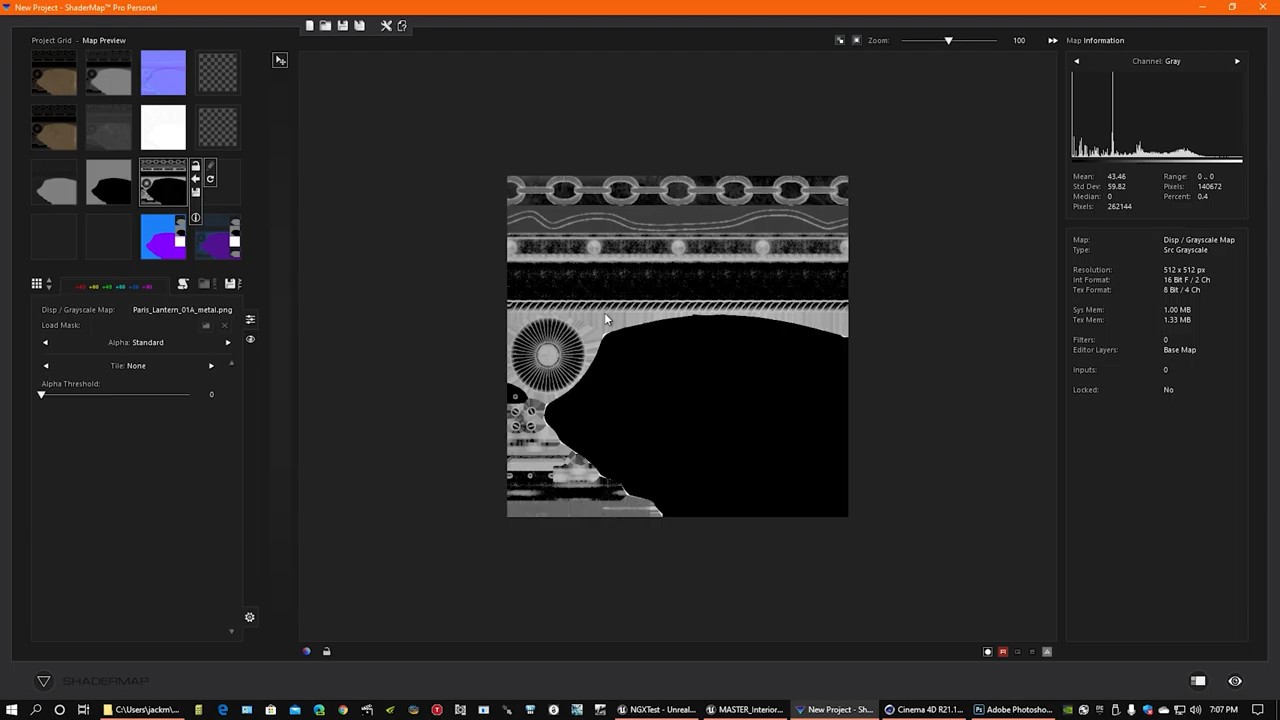 New Project - ShaderMap™ Pro Personal
Project Grid - Map Preview
Zoom:
100
Map Information
Channel: Gray
Mean: 43.46 Range: 0 .. 0
Std Dev: 59.82 Pixels: 140672
Median: 0 Percent: 0.4
Pixels: 262144
Map: Disp / Grayscale Map
Type: Src Grayscale
Resolution: 512 x 512 px
Int Format: 16 Bit F / 2 Ch
Tex Format: 8 Bit / 4 Ch
Sys Mem: 1.00 MB
Tex Mem: 1.33 MB
Filters: 0
Editor Layers: Base Map
Inputs: 0
Locked: No
Disp / Grayscale Map: Paris_Lantern_01A_metal.png
Load Mask:
Alpha: Standard
Tile: None
Alpha Threshold:
0
SHADERMAP
C:\Users\jackm\... NGXTest - Unreal... MASTER_Interior... New Project - Sh... Cinema 4D R21.1... Adobe Photosho... 7:07 PM